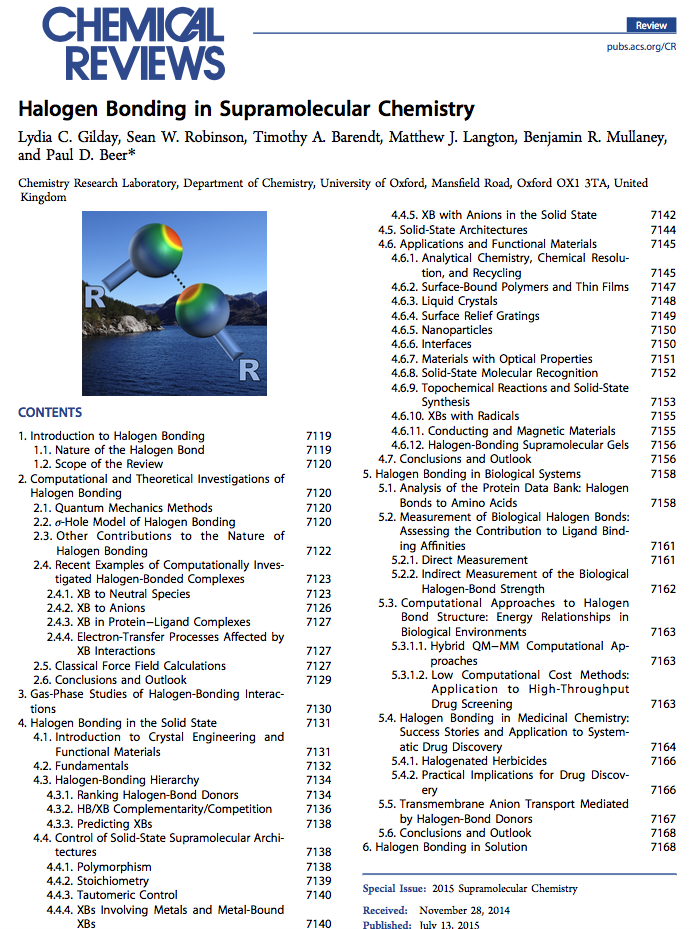 CHEMICAL
REVIEWS
Review
pubs.acs.org/CR
Halogen Bonding in Supramolecular Chemistry
Lydia C. Gilday, Sean W. Robinson, Timothy A. Barendt, Matthew J. Langton, Benjamin R. Mullaney,
and Paul D. Beer*
Chemistry Research Laboratory, Department of Chemistry, University of Oxford, Mansfield Road, Oxford OX1 3TA, United
Kingdom
R
R
CONTENTS
1. Introduction to Halogen Bonding 7119
1.1. Nature of the Halogen Bond 7119
1.2. Scope of the Review 7120
2. Computational and Theoretical Investigations of
Halogen Bonding 7120
2.1. Quantum Mechanics Methods 7120
2.2. σ-Hole Model of Halogen Bonding 7120
2.3. Other Contributions to the Nature of
Halogen Bonding 7122
2.4. Recent Examples of Computationally Inves-
tigated Halogen-Bonded Complexes 7123
2.4.1. XB to Neutral Species 7123
2.4.2. XB to Anions 7126
2.4.3. XB in Protein−Ligand Complexes 7127
2.4.4. Electron-Transfer Processes Affected by
XB Interactions 7127
2.5. Classical Force Field Calculations 7127
2.6. Conclusions and Outlook 7129
3. Gas-Phase Studies of Halogen-Bonding Interac-
tions 7130
4. Halogen Bonding in the Solid State 7131
4.1. Introduction to Crystal Engineering and
Functional Materials 7131
4.2. Fundamentals 7132
4.3. Halogen-Bonding Hierarchy 7134
4.3.1. Ranking Halogen-Bond Donors 7134
4.3.2. HB/XB Complementarity/Competition 7136
4.3.3. Predicting XBs 7138
4.4. Control of Solid-State Supramolecular Archi-
tectures 7138
4.4.1. Polymorphism 7138
4.4.2. Stoichiometry 7139
4.4.3. Tautomeric Control 7140
4.4.4. XBs Involving Metals and Metal-Bound
XBs 7140
4.4.5. XB with Anions in the Solid State 7142
4.5. Solid-State Architectures 7144
4.6. Applications and Functional Materials 7145
4.6.1. Analytical Chemistry, Chemical Resolu-
tion, and Recycling 7145
4.6.2. Surface-Bound Polymers and Thin Films 7147
4.6.3. Liquid Crystals 7148
4.6.4. Surface Relief Gratings 7149
4.6.5. Nanoparticles 7150
4.6.6. Interfaces 7150
4.6.7. Materials with Optical Properties 7151
4.6.8. Solid-State Molecular Recognition 7152
4.6.9. Topochemical Reactions and Solid-State
Synthesis 7153
4.6.10. XBs with Radicals 7155
4.6.11. Conducting and Magnetic Materials 7155
4.6.12. Halogen-Bonding Supramolecular Gels 7156
4.7. Conclusions and Outlook 7156
5. Halogen Bonding in Biological Systems 7158
5.1. Analysis of the Protein Data Bank: Halogen
Bonds to Amino Acids 7158
5.2. Measurement of Biological Halogen Bonds:
Assessing the Contribution to Ligand Bind-
ing Affinities 7161
5.2.1. Direct Measurement 7161
5.2.2. Indirect Measurement of the Biological
Halogen-Bond Strength 7162
5.3. Computational Approaches to Halogen
Bond Structure: Energy Relationships in
Biological Environments 7163
5.3.1.1. Hybrid QM−MM Computational Ap-
proaches 7163
5.3.1.2. Low Computational Cost Methods:
Application to High-Throughput
Drug Screening 7163
5.4. Halogen Bonding in Medicinal Chemistry:
Success Stories and Application to System-
atic Drug Discovery 7164
5.4.1. Halogenated Herbicides 7166
5.4.2. Practical Implications for Drug Discov-
ery 7166
5.5. Transmembrane Anion Transport Mediated
by Halogen-Bond Donors 7167
5.6. Conclusions and Outlook 7168
6. Halogen Bonding in Solution 7168
Special Issue: 2015 Supramolecular Chemistry
Received: November 28, 2014
Published: July 13, 2015